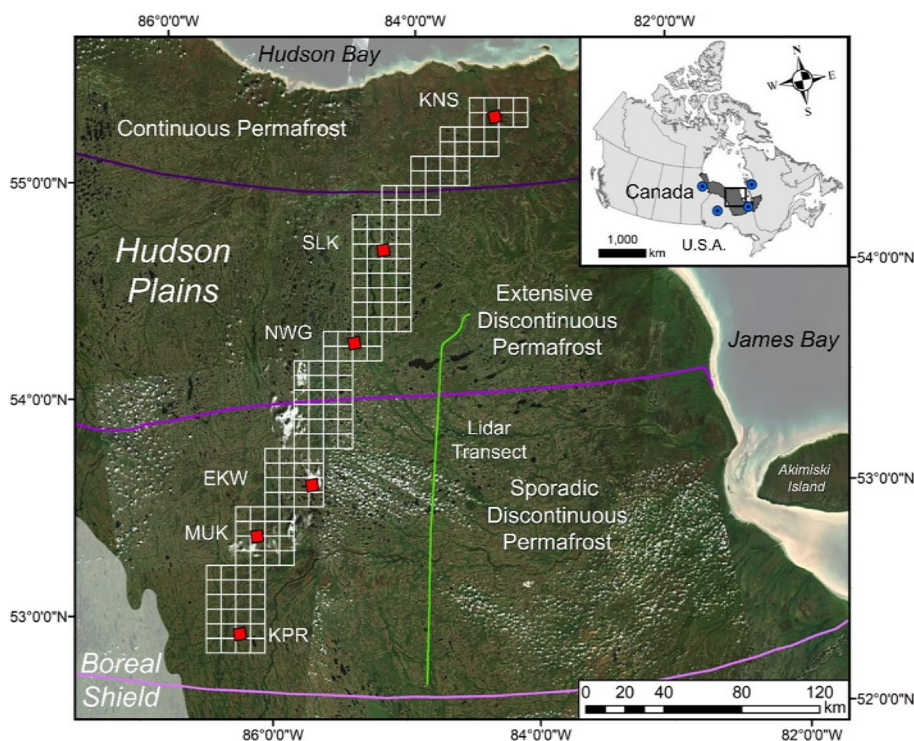 86°0'0"W 84°0'0"W 82°0'0"W
Hudson Bay
KNS
Continuous Permafrost
N
W E
S
Canada
U.S.A.
1,000
km
55°0'0"N
SLK
54°0'0"N
Hudson
Plains
Extensive
Discontinuous
Permafrost
James Bay
NWG
54°0'0"N
Lidar
Transect
EKW
Akimiski
Island
53°0'0"N
Sporadic
Discontinuous
Permafrost
MUK
53°0'0"N
KPR
Boreal
Shield
0 10 20 40 80 120
km
52°0'0"N
86°0'0"W 84°0'0"W 82°0'0"W